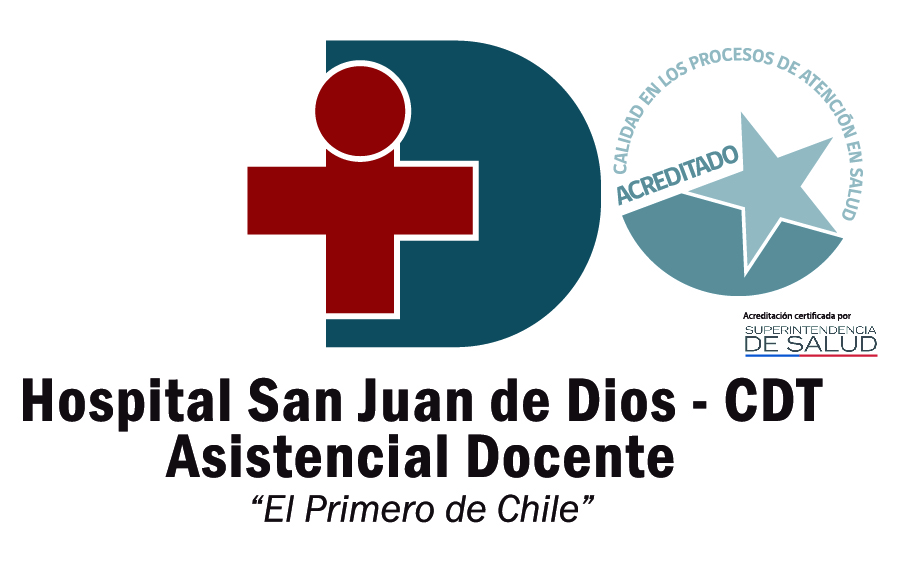 CALIDAD EN LOS PROCESOS DE ATENCIÓN EN SALUD
ACREDITADO
Acreditación certificada por
SUPERINTENDENCIA
DE SALUD
Hospital San Juan de Dios - CDT
Asistencial Docente
“El Primero de Chile”